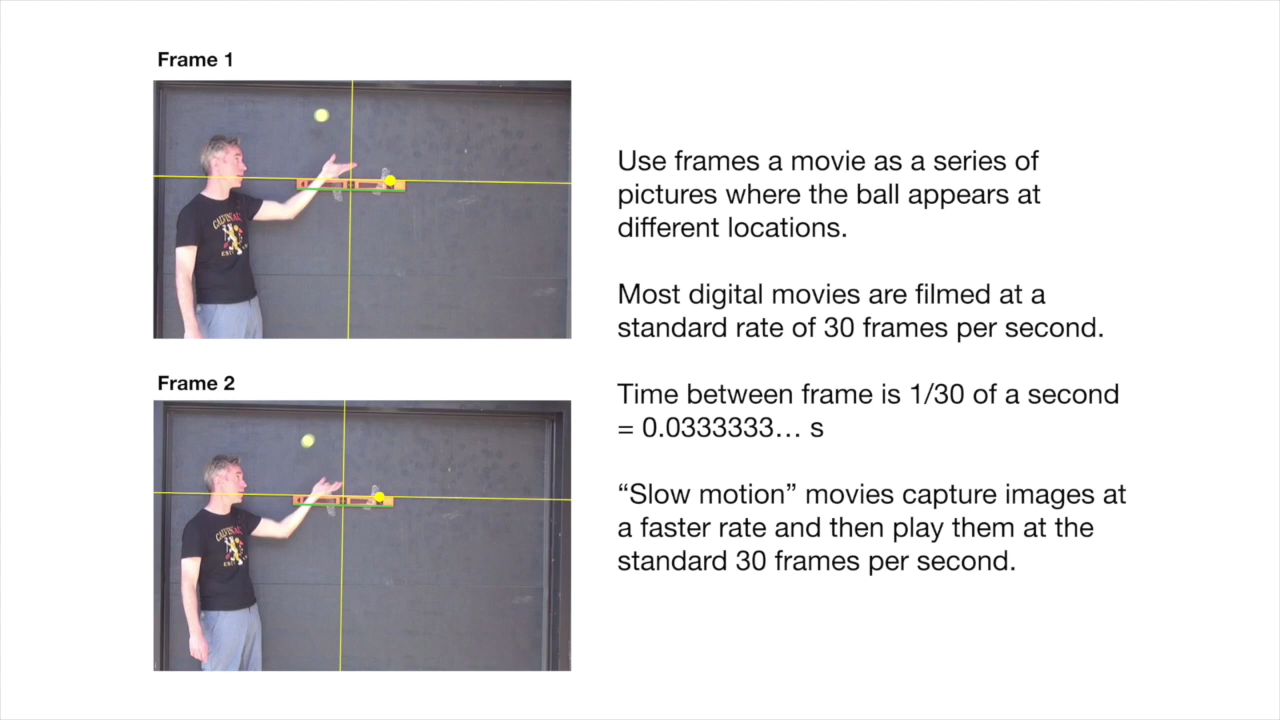 Frame 1
Use frames a movie as a series of
pictures where the ball appears at
different locations.
Most digital movies are filmed at a
standard rate of 30 frames per second.
Frame 2
Time between frame is 1/30 of a second
= 0.0333333… s
“Slow motion” movies capture images at
a faster rate and then play them at the
standard 30 frames per second.